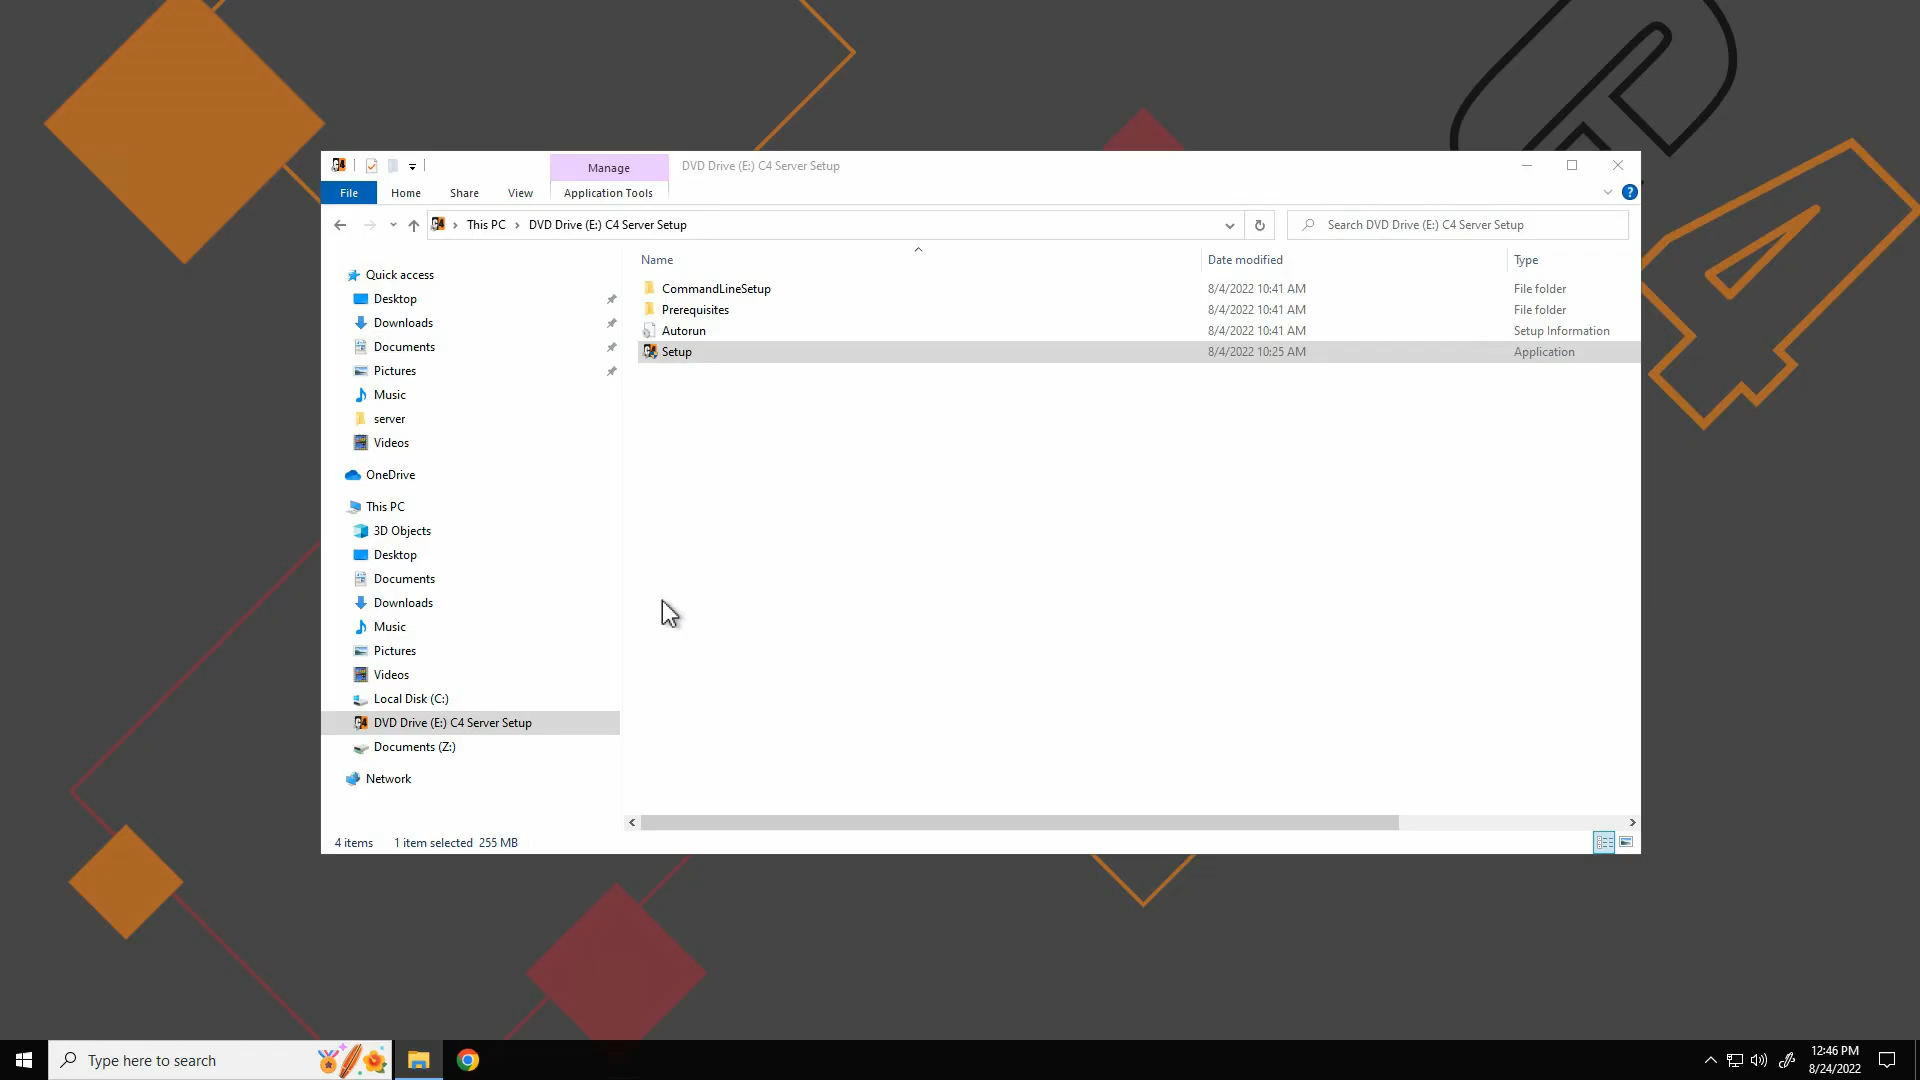 Manage
DVD Drive (E:) C4 Server Setup
File
Home
Share
View
Application Tools
This PC
DVD Drive (E:) C4 Server Setup
Search DVD Drive (E:) C4 Server Setup
Name
Date modified
Type
CommandLineSetup
8/4/2022 10:41 AM
File folder
Prerequisites
8/4/2022 10:41 AM
File folder
Autorun
8/4/2022 10:41 AM
Setup Information
Setup
8/4/2022 10:25 AM
Application
Quick access
Desktop
Downloads
Documents
Pictures
Music
server
Videos
OneDrive
This PC
3D Objects
Desktop
Documents
Downloads
Music
Pictures
Videos
Local Disk (C:)
DVD Drive (E:) C4 Server Setup
Documents (Z:)
Network
4 items
1 item selected 255 MB
Type here to search
12:46 PM
8/24/2022